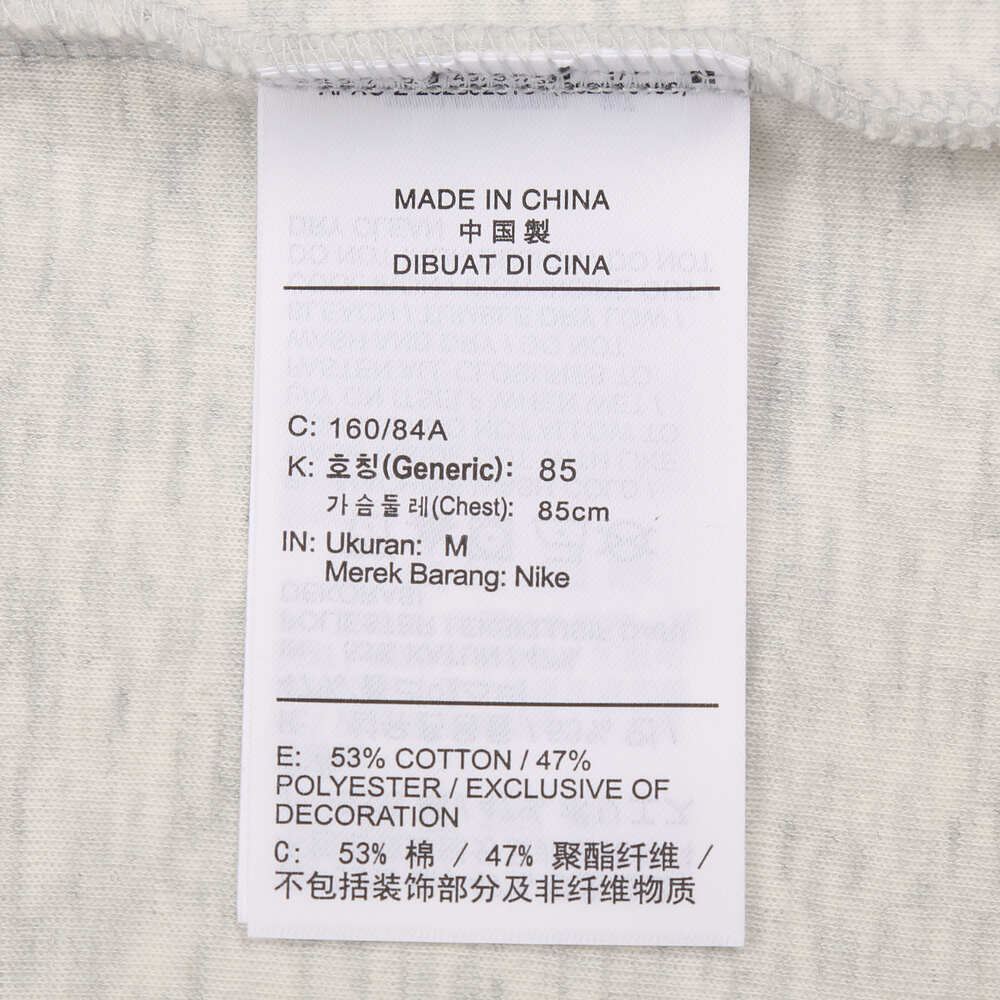 MADE IN CHINA
中国製
DIBUAT DI CINA
C: 160/84A
K: 호칭(Generic): 85
가슴둘레(Chest): 85cm
IN: Ukuran: M
Merek Barang: Nike
E: 53% COTTON / 47%
POLYESTER / EXCLUSIVE OF
DECORATION
C: 53% 棉 / 47% 聚酯纤维 /
不包括装饰部分及非纤维物质